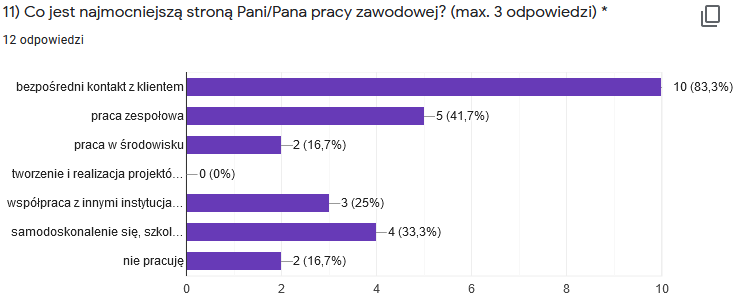 11) Co jest najmocniejszą stroną Pani/Pana pracy zawodowej? (max. 3 odpowiedzi) *
12 odpowiedzi
bezpośredni kontakt z klientem 10 (83,3%)
praca zespołowa 5 (41,7%)
praca w środowisku 2 (16,7%)
tworzenie i realizacja projektó… 0 (0%)
współpraca z innymi instytucja… 3 (25%)
samodoskonalenie się, szkol… 4 (33,3%)
nie pracuję 2 (16,7%)
0 2 4 6 8 10